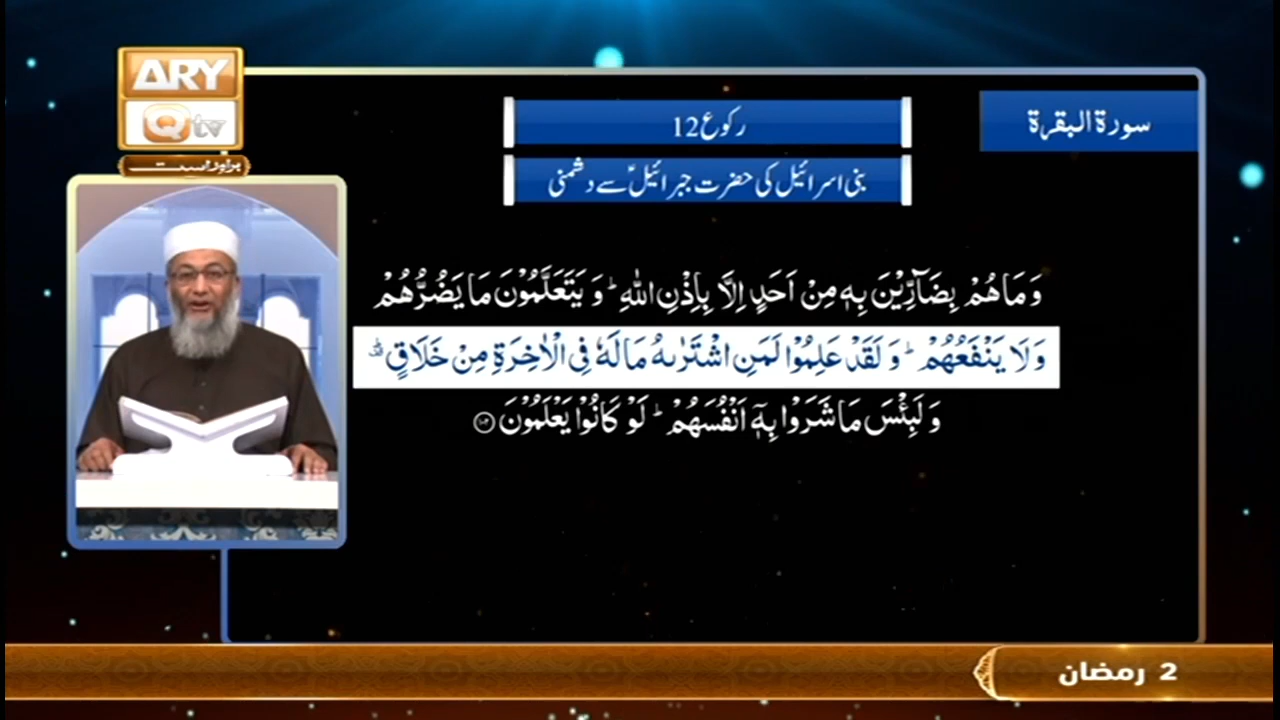 ARY
Qtv
براہ راست
سورۃ البقرۃ
رکوع 12
بنی اسرائیل کی حضرت جبرائیلؑ سے دشمنی
وَ مَا هُمْ بِضَآرِّیْنَ بِهٖ مِنْ اَحَدٍ اِلَّا بِاِذْنِ اللّٰهِ ؕ وَ یَتَعَلَّمُوْنَ مَا یَضُرُّهُمْ
وَ لَا یَنْفَعُهُمْ ؕ وَ لَقَدْ عَلِمُوْا لَمَنِ اشْتَرٰىهُ مَا لَهٗ فِی الْاٰخِرَةِ مِنْ خَلَاقٍ ۫ؕ
وَ لَبِئْسَ مَا شَرَوْا بِهٖۤ اَنْفُسَهُمْ ؕ لَوْ كَانُوْا یَعْلَمُوْنَ ﴿۱۰۲﴾
2 رمضان